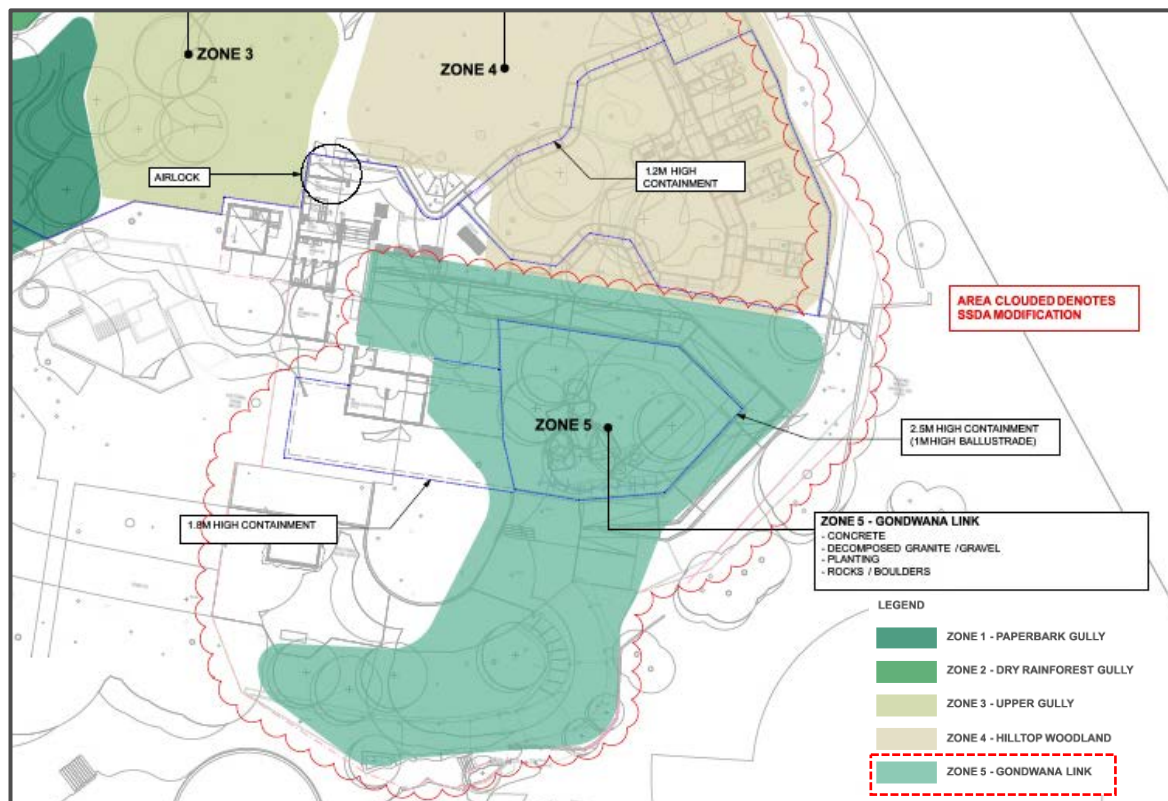 ZONE 3
ZONE 4
AIRLOCK
1.2M HIGH
CONTAINMENT
AREA CLOUDED DENOTES
SSDA MODIFICATION
ZONE 5
2.5M HIGH CONTAINMENT
(1M HIGH BALLUSTRADE)
1.8M HIGH CONTAINMENT
ZONE 5 - GONDWANA LINK
- CONCRETE
- DECOMPOSED GRANITE / GRAVEL
- PLANTING
- ROCKS / BOULDERS
LEGEND
ZONE 1 - PAPERBARK GULLY
ZONE 2 - DRY RAINFOREST GULLY
ZONE 3 - UPPER GULLY
ZONE 4 - HILLTOP WOODLAND
ZONE 5 - GONDWANA LINK